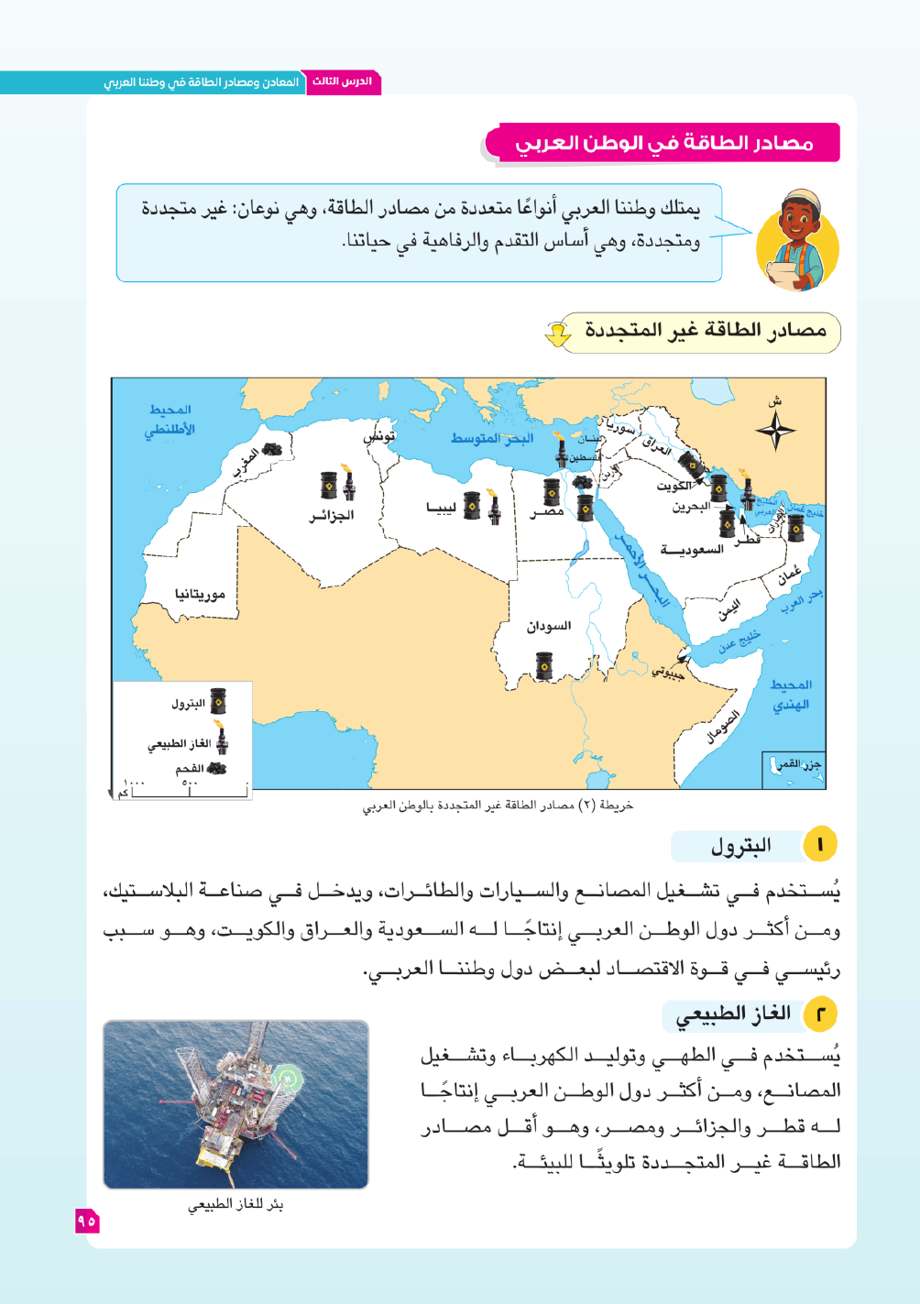 الدرس الثالث المعادن ومصادر الطاقة في وطننا العربي
مصادر الطاقة في الوطن العربي
يمتلك وطننا العربي أنواعًا متعددة من مصادر الطاقة، وهي نوعان: غير متجددة
ومتجددة، وهي أساس التقدم والرفاهية في حياتنا.
مصادر الطاقة غير المتجددة
ش
المحيط
الأطلنطي
البحر المتوسط
تونس
المغرب
الجزائر
ليبيا
مصر
موريتانيا
السودان
لبنان
فلسطين
سوريا
الأردن
العراق
الكويت
البحرين
قطر
السعودية
الإمارات
الخليج
العربي
خليج عُمان
عُمان
اليمن
بحر العرب
البحر الأحمر
خليج عدن
جيبوتي
الصومال
المحيط
الهندي
جزر القمر
البترول
الغاز الطبيعي
الفحم
١٠٠٠ ٥٠٠ ٠
كم
خريطة (٢) مصادر الطاقة غير المتجددة بالوطن العربي
١ البترول
يُستخدم في تشغيل المصانع والسيارات والطائرات، ويدخل في صناعة البلاستيك،
ومن أكثر دول الوطن العربي إنتاجًا له السعودية والعراق والكويت، وهو سبب
رئيسي في قوة الاقتصاد لبعض دول وطننا العربي.
٢ الغاز الطبيعي
يُستخدم في الطهي وتوليد الكهرباء وتشغيل
المصانع، ومن أكثر دول الوطن العربي إنتاجًا
له قطر والجزائر ومصر، وهو أقل مصادر
الطاقة غير المتجددة تلويثًا للبيئة.
بئر للغاز الطبيعي
٩٥